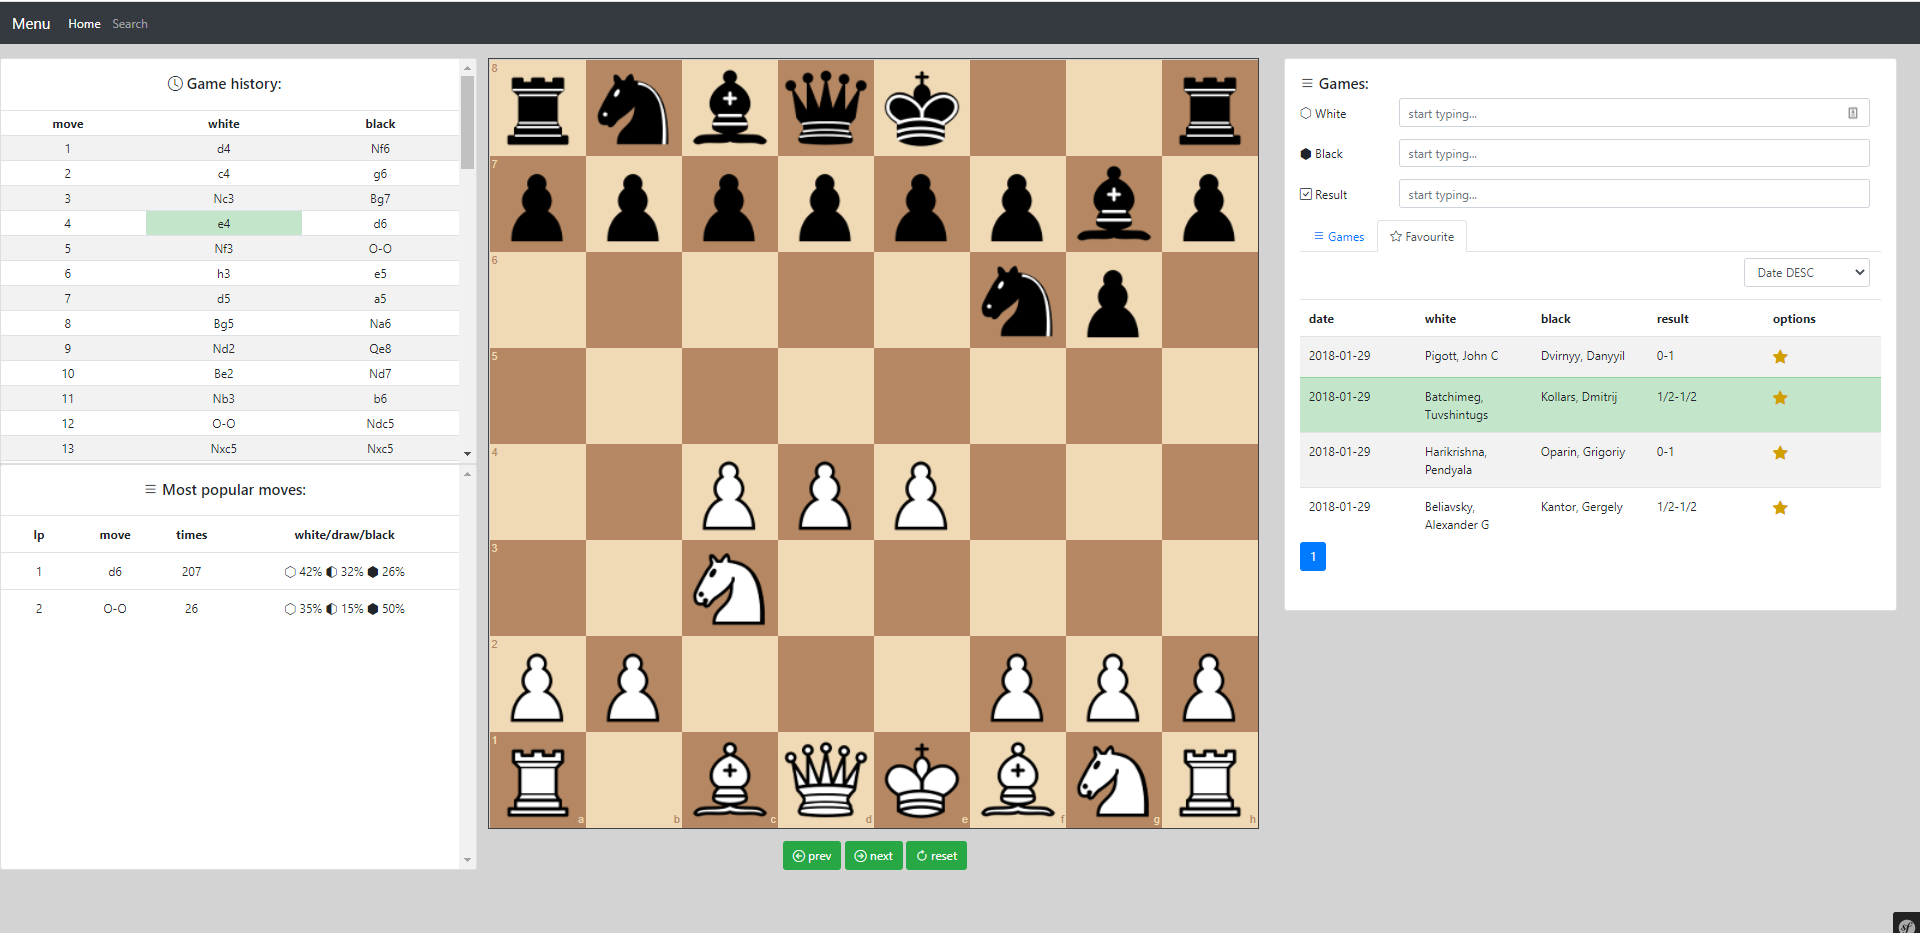 Menu Home Search
Game history:
move white black
1 d4 Nf6
2 c4 g6
3 Nc3 Bg7
4 e4 d6
5 Nf3 O-O
6 h3 e5
7 d5 a5
8 Bg5 Na6
9 Nd2 Qe8
10 Be2 Nd7
11 Nb3 b6
12 O-O Ndc5
13 Nxc5 Nxc5
Most popular moves:
lp move times white/draw/black
1 d6 207 42% 32% 26%
2 O-O 26 35% 15% 50%
8
7
6
5
4
3
2
1
a b c d e f g h
prev next reset
Games:
White start typing...
Black start typing...
Result start typing...
Games Favourite
Date DESC
date white black result options
2018-01-29 Pigott, John C Dvirnyy, Danyyil 0-1
2018-01-29 Batchimeg, Tuvshintugs Kollars, Dmitrij 1/2-1/2
2018-01-29 Harikrishna, Pendyala Oparin, Grigoriy 0-1
2018-01-29 Beliavsky, Alexander G Kantor, Gergely 1/2-1/2
1
sf